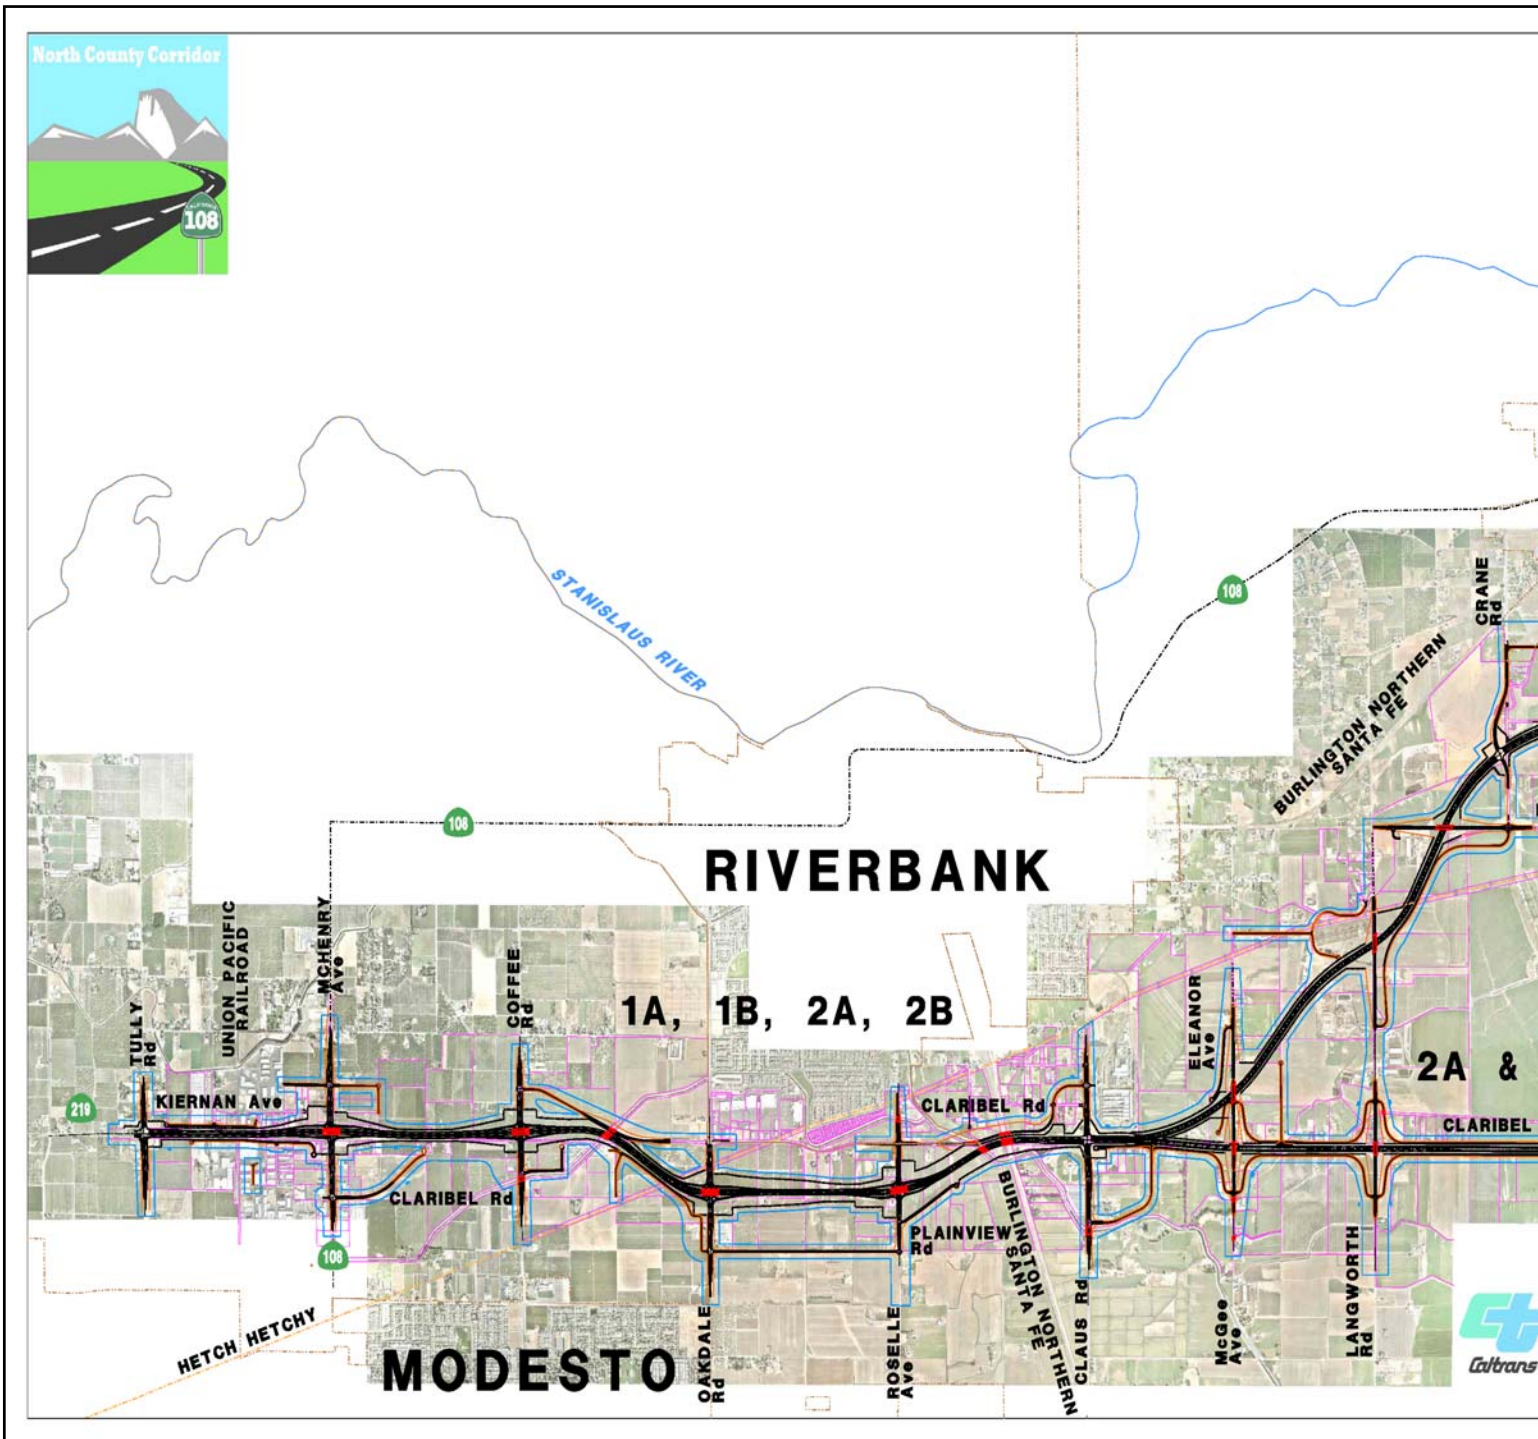 North County Corridor
CALIFORNIA
108
STANISLAUS RIVER
108
CRANE
Rd
BURLINGTON NORTHERN
SANTA FE
108
RIVERBANK
UNION PACIFIC
RAILROAD
MCHENRY
Ave
COFFEE
Rd
1A, 1B, 2A, 2B
TULLY
Rd
ELEANOR
Ave
2A &
219
KIERNAN Ave
CLARIBEL Rd
CLARIBEL
CLARIBEL Rd
PLAINVIEW
Rd
BURLINGTON NORTHERN
SANTA FE
108
HETCH HETCHY
MODESTO
OAKDALE
Rd
ROSELLE
Ave
CLAUS Rd
McGee
Ave
LANGWORTH
Rd
Caltrans